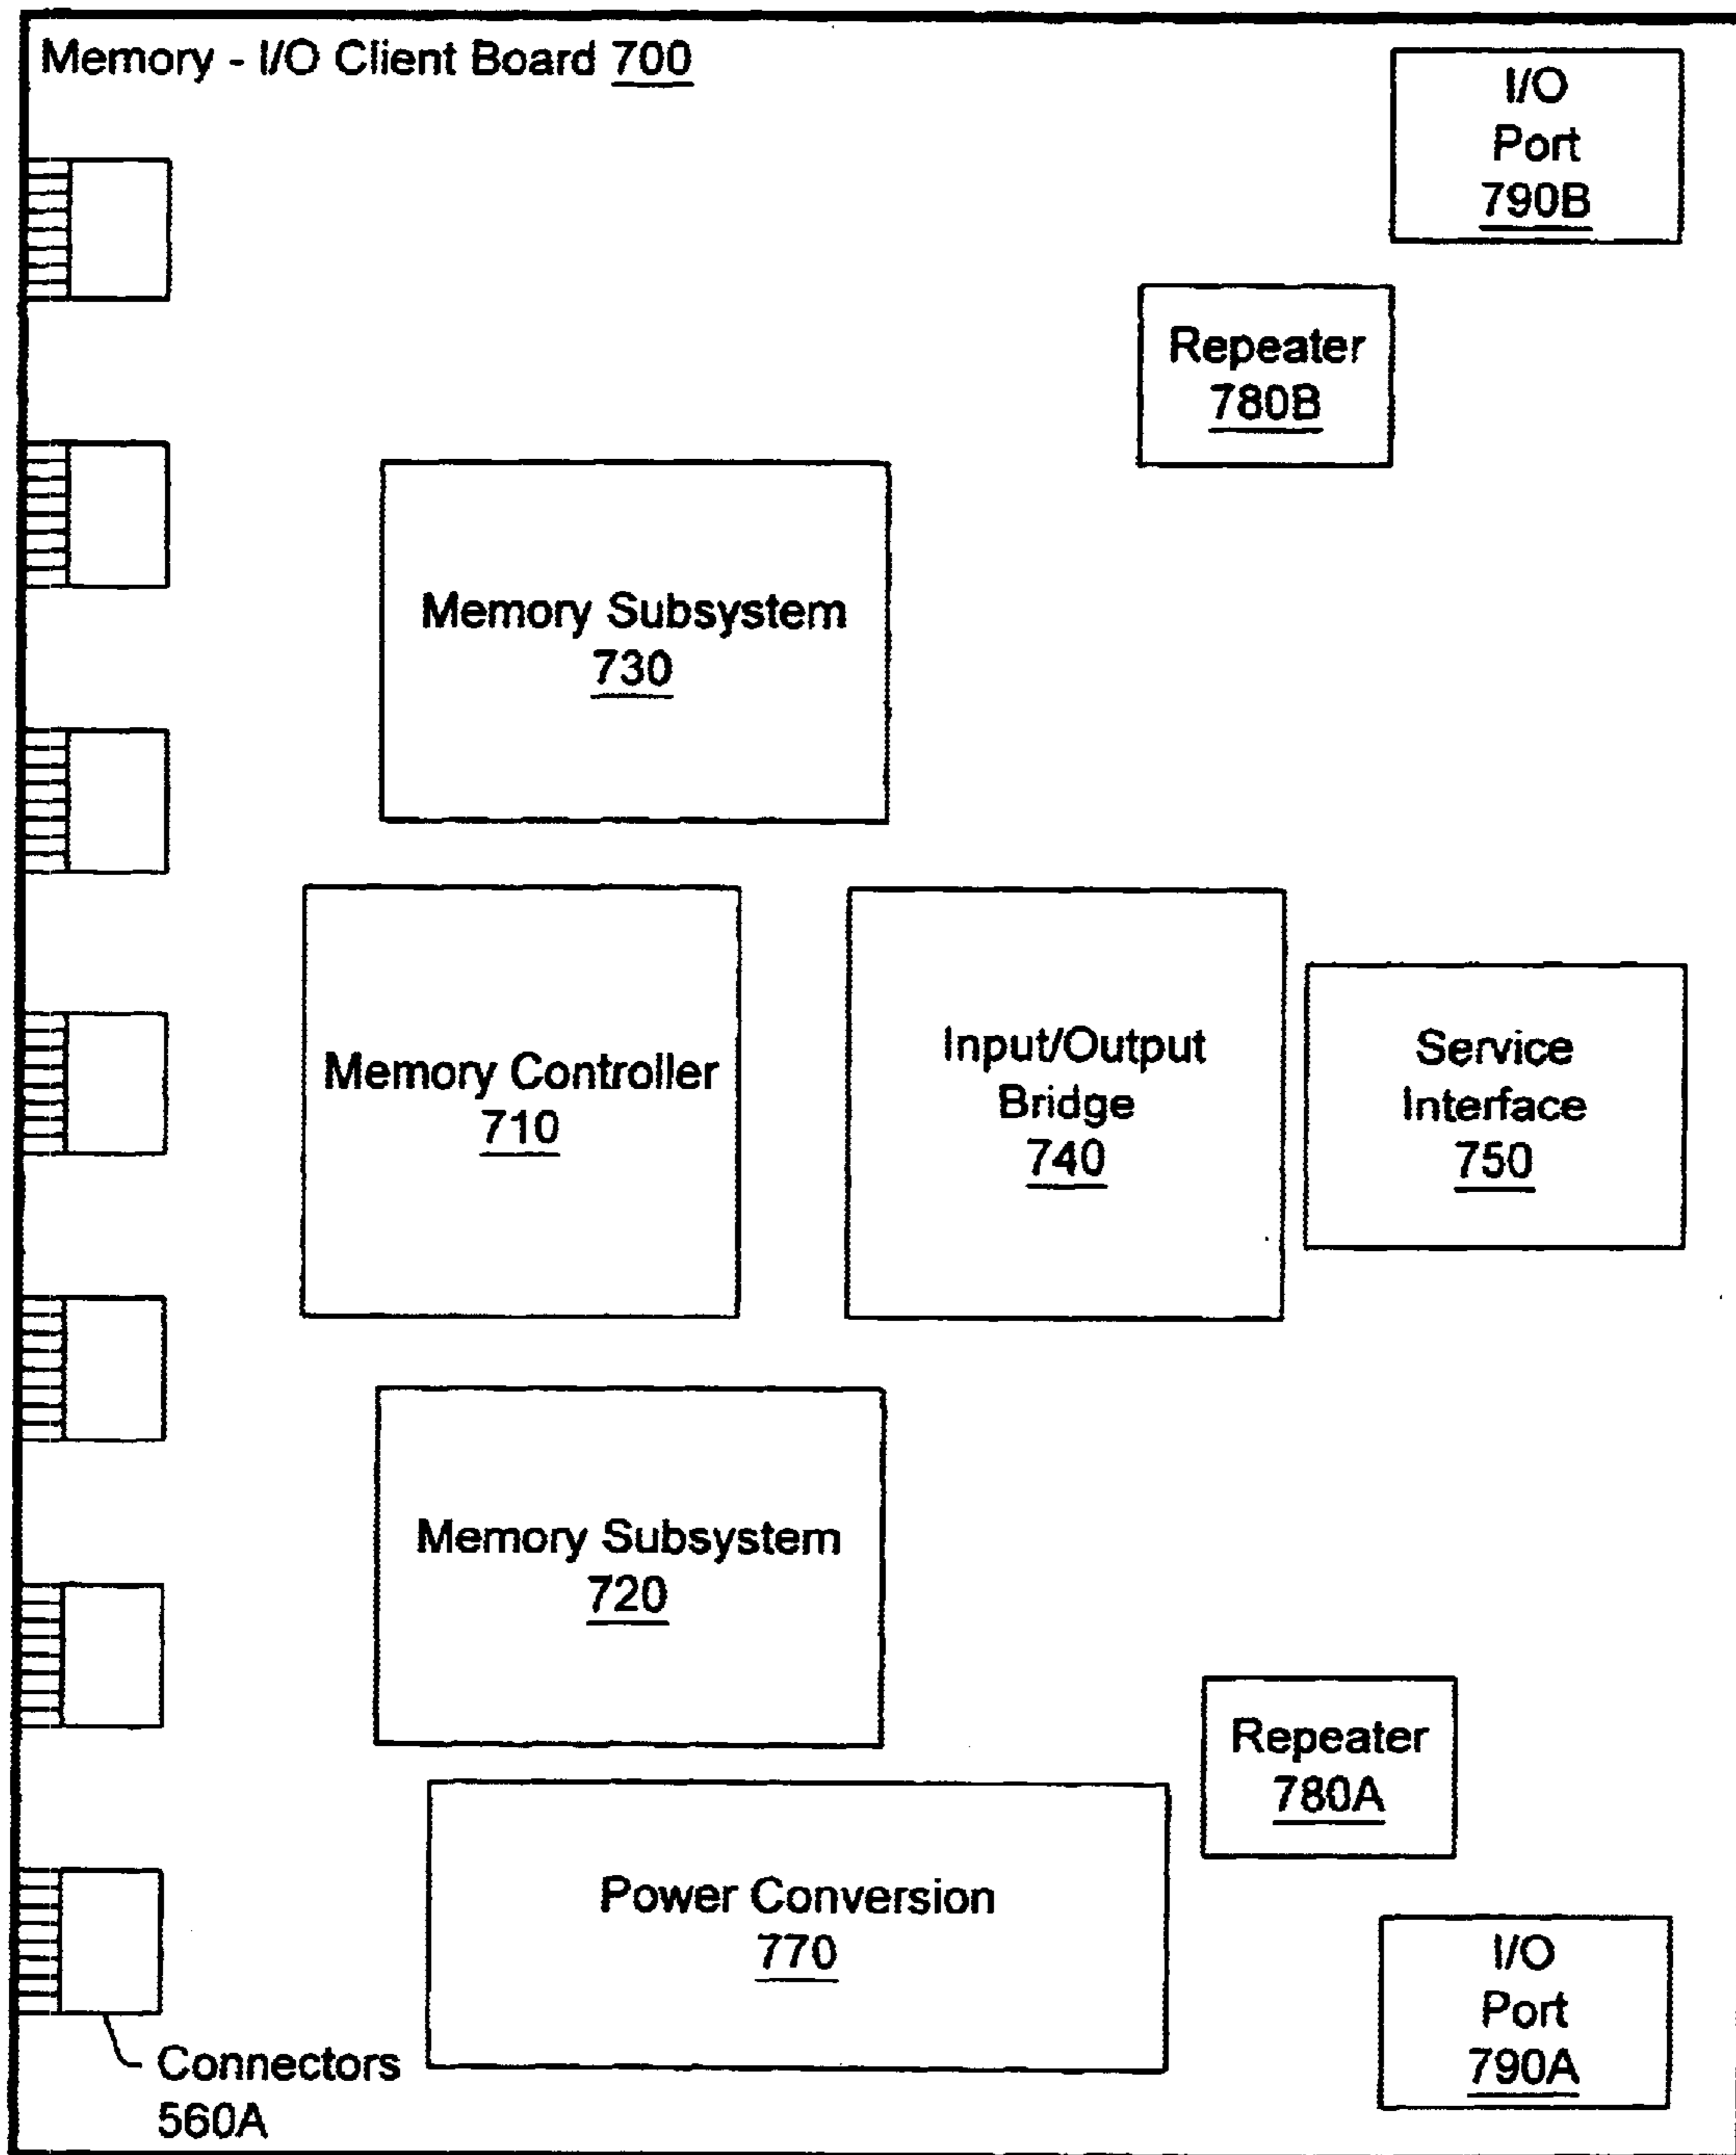 Memory - I/O Client Board 700
I/O
Port
790B
Repeater
780B
Memory Subsystem
730
Memory Controller
710
Input/Output
Bridge
740
Service
Interface
750
Memory Subsystem
720
Repeater
780A
Power Conversion
770
I/O
Port
790A
Connectors
560A